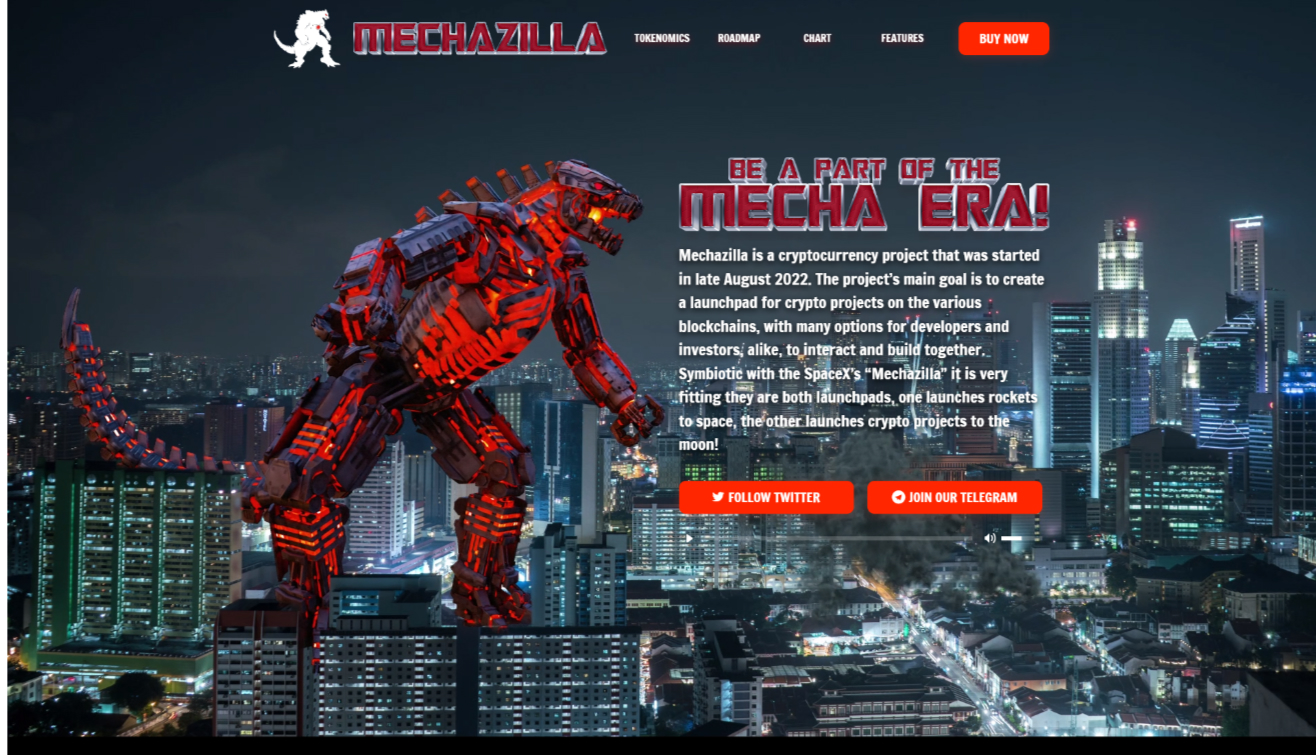 MECHAZILLA
TOKENOMICS
ROADMAP
CHART
FEATURES
BUY NOW
BE A PART OF THE
MECHA ERA!
Mechazilla is a cryptocurrency project that was started
in late August 2022. The project's main goal is to create
a launchpad for crypto projects on the various
blockchains, with many options for developers and
investors, alike, to interact and build together.
Symbiotic with the SpaceX's “Mechazilla” it is very
fitting they are both launchpads, one launches rockets
to space, the other launches crypto projects to the
moon!
FOLLOW TWITTER
JOIN OUR TELEGRAM